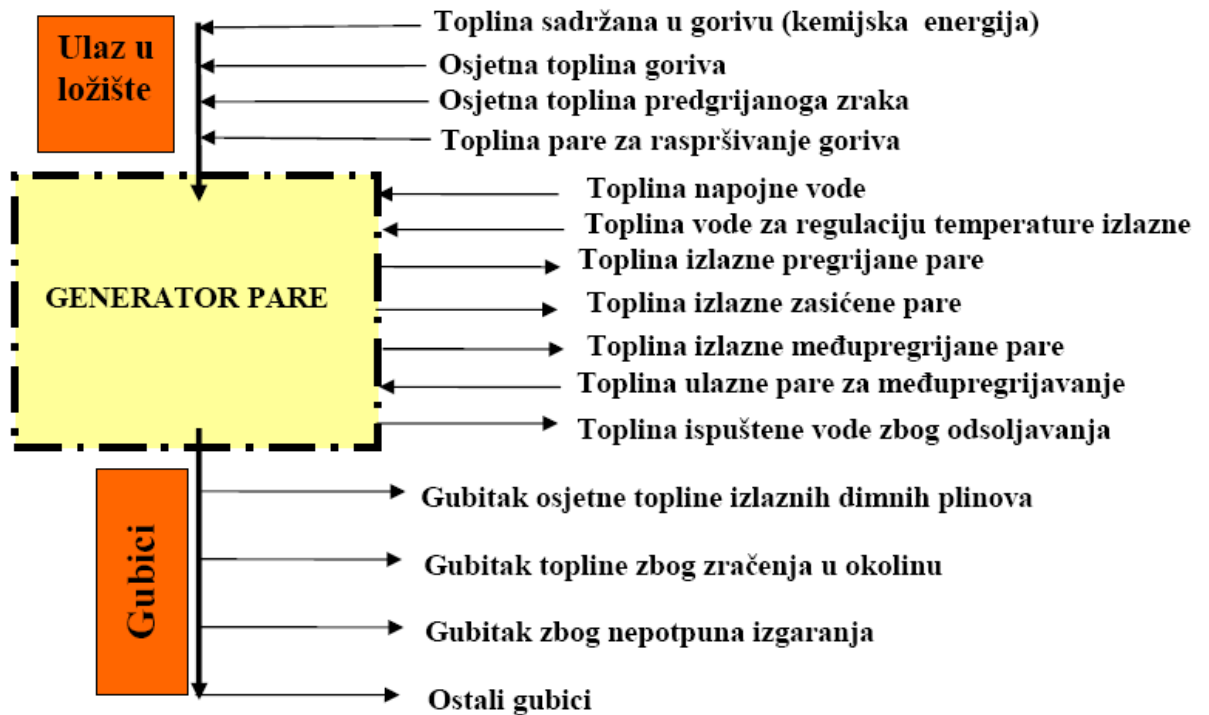 Ulaz u
ložište
Toplina sadržana u gorivu (kemijska energija)
Osjetna toplina goriva
Osjetna toplina predgrijanoga zraka
Toplina pare za raspršivanje goriva
GENERATOR PARE
Toplina napojne vode
Toplina vode za regulaciju temperature izlazne
Toplina izlazne pregrijane pare
Toplina izlazne zasićene pare
Toplina izlazne međupregrijane pare
Toplina ulazne pare za međupregrijavanje
Toplina ispuštene vode zbog odsoljavanja
Gubici
Gubitak osjetne topline izlaznih dimnih plinova
Gubitak topline zbog zračenja u okolinu
Gubitak zbog nepotpuna izgaranja
Ostali gubici